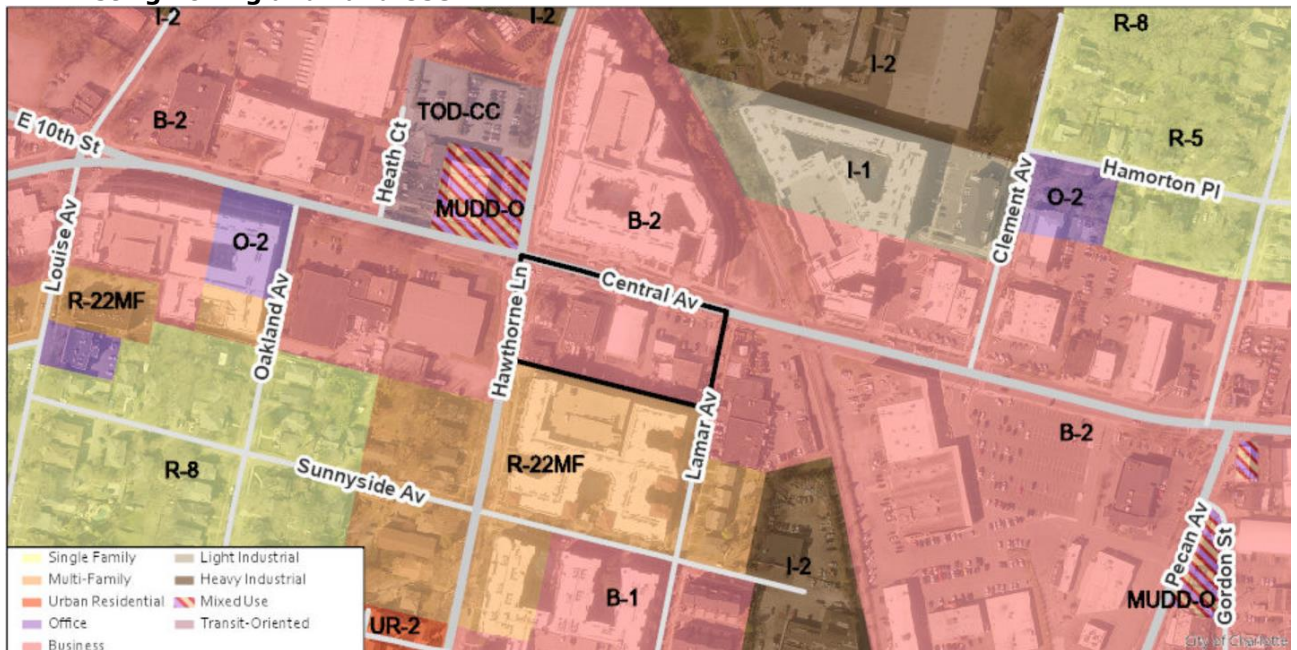 I-2
I-2
R-8
I-2
TOD-CC
B-2
E 10th St
R-5
Heath Ct
Hamorton Pl
I-1
Clement Av
O-2
MUDD-O
B-2
Louise Av
O-2
Central Av
R-22MF
Oakland Av
Hawthorne Ln
Lamar Av
B-2
R-22MF
R-8
Sunnyside Av
Pecan Av
Gordon St
I-2
B-1
MUDD-O
UR-2
Single Family
Multi-Family
Urban Residential
Office
Business
Light Industrial
Heavy Industrial
Mixed Use
Transit-Oriented
City of Charlotte